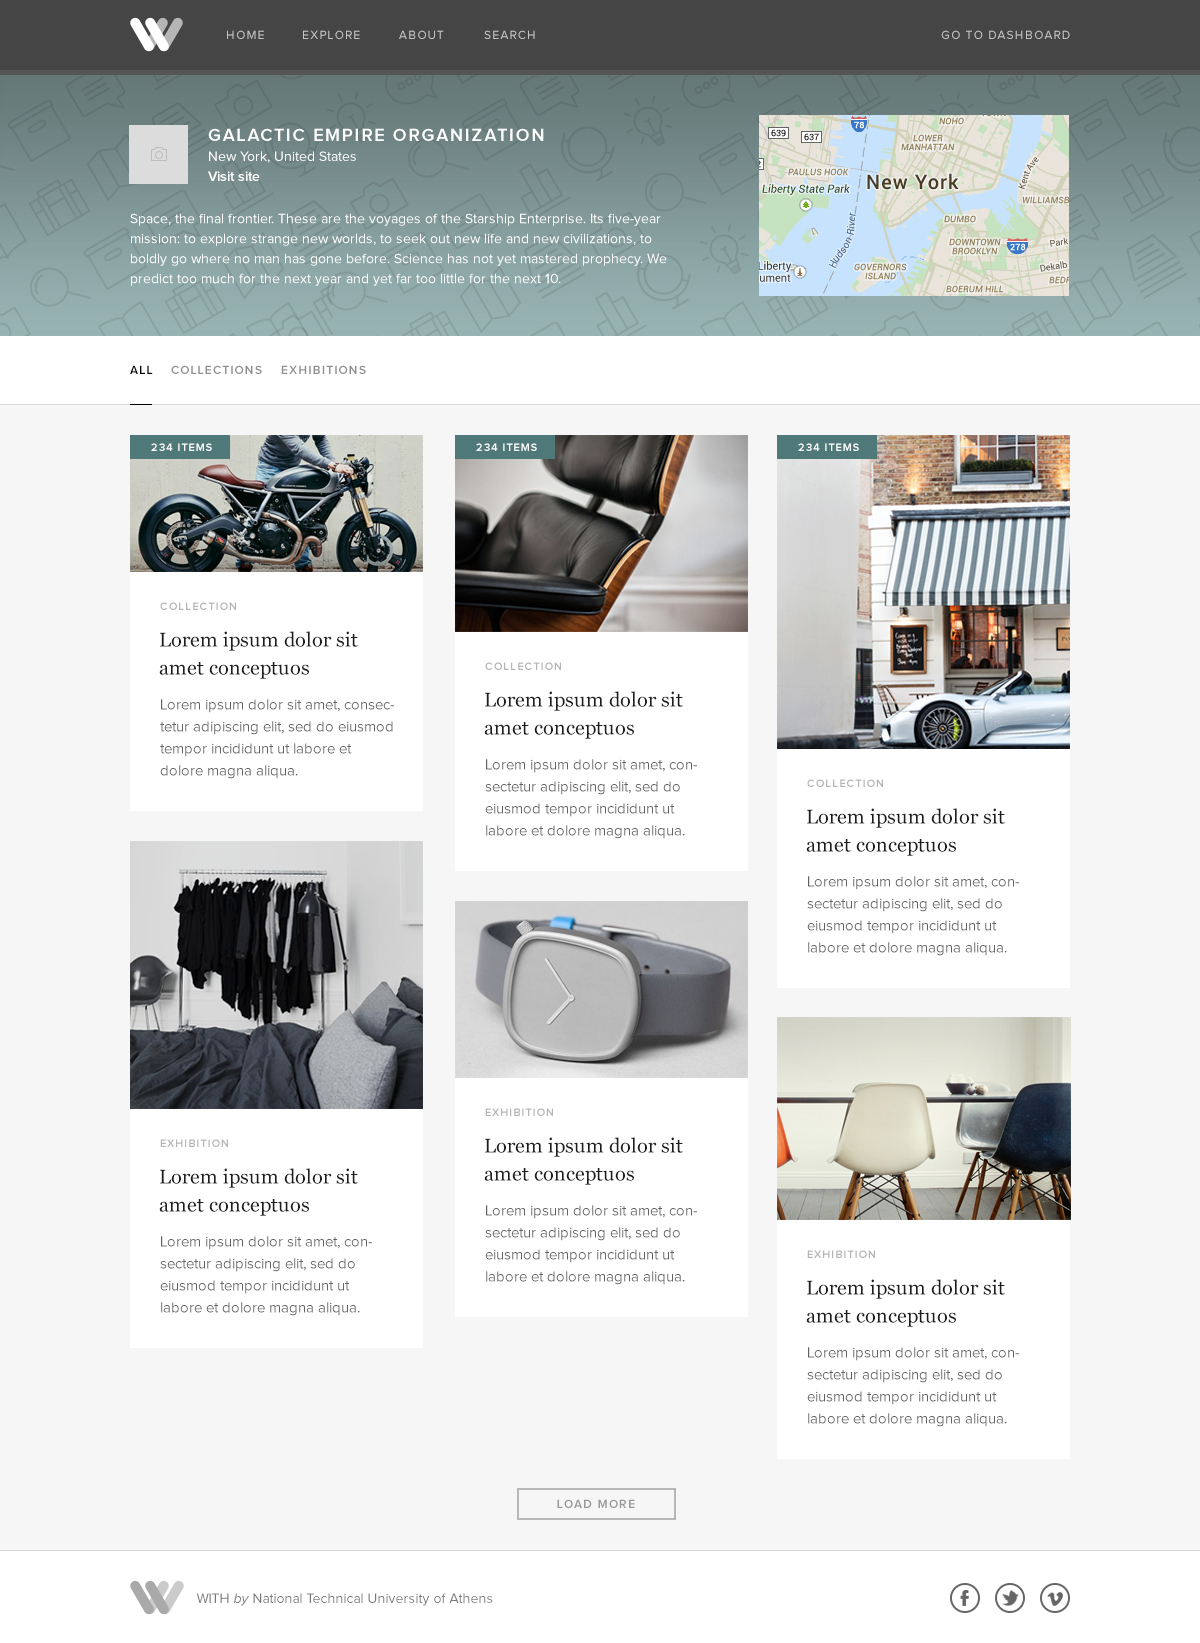 HOME EXPLORE ABOUT SEARCH GO TO DASHBOARD
GALACTIC EMPIRE ORGANIZATION
New York, United States
Visit site
Space, the final frontier. These are the voyages of the Starship Enterprise. Its five-year
mission: to explore strange new worlds, to seek out new life and new civilizations, to
boldly go where no man has gone before. Science has not yet mastered prophecy. We
predict too much for the next year and yet far too little for the next 10.
639
637
78
NOHO
LOWER
MANHATTAN
PAULUS HOOK
Liberty State Park
New York
Kent Ave
WILLIAMSB
DUMBO
Hudson River
DOWNTOWN
BROOKLYN
278
Park
Liberty
ument
GOVERNORS
ISLAND
Dekalb
BEDF
BOERUM HILL
ALL COLLECTIONS EXHIBITIONS
234 ITEMS
COLLECTION
Lorem ipsum dolor sit
amet conceptuos
Lorem ipsum dolor sit amet, consec-
tetur adipiscing elit, sed do eiusmod
tempor incididunt ut labore et
dolore magna aliqua.
234 ITEMS
COLLECTION
Lorem ipsum dolor sit
amet conceptuos
Lorem ipsum dolor sit amet, con-
sectetur adipiscing elit, sed do
eiusmod tempor incididunt ut
labore et dolore magna aliqua.
234 ITEMS
COLLECTION
Lorem ipsum dolor sit
amet conceptuos
Lorem ipsum dolor sit amet, con-
sectetur adipiscing elit, sed do
eiusmod tempor incididunt ut
labore et dolore magna aliqua.
EXHIBITION
Lorem ipsum dolor sit
amet conceptuos
Lorem ipsum dolor sit amet, con-
sectetur adipiscing elit, sed do
eiusmod tempor incididunt ut
labore et dolore magna aliqua.
EXHIBITION
Lorem ipsum dolor sit
amet conceptuos
Lorem ipsum dolor sit amet, con-
sectetur adipiscing elit, sed do
eiusmod tempor incididunt ut
labore et dolore magna aliqua.
EXHIBITION
Lorem ipsum dolor sit
amet conceptuos
Lorem ipsum dolor sit amet, con-
sectetur adipiscing elit, sed do
eiusmod tempor incididunt ut
labore et dolore magna aliqua.
LOAD MORE
WITH by National Technical University of Athens